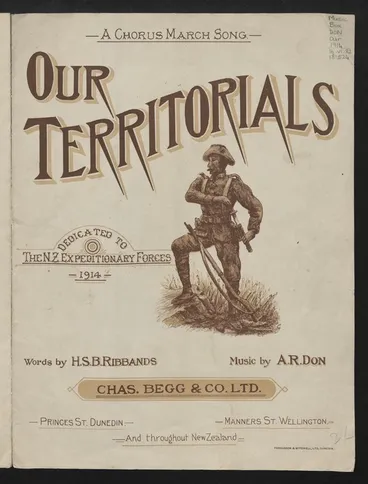 A CHORUS MARCH SONG
OUR
TERRITORIALS
DEDICATED TO
THE N.Z. EXPEDITIONARY FORCES
1914
Words by H.S.B. RIBBANDS
Music by A.R. DON
CHAS. BEGG & CO. LTD.
PRINCES ST. DUNEDIN
MANNERS ST. WELLINGTON
And throughout New Zealand